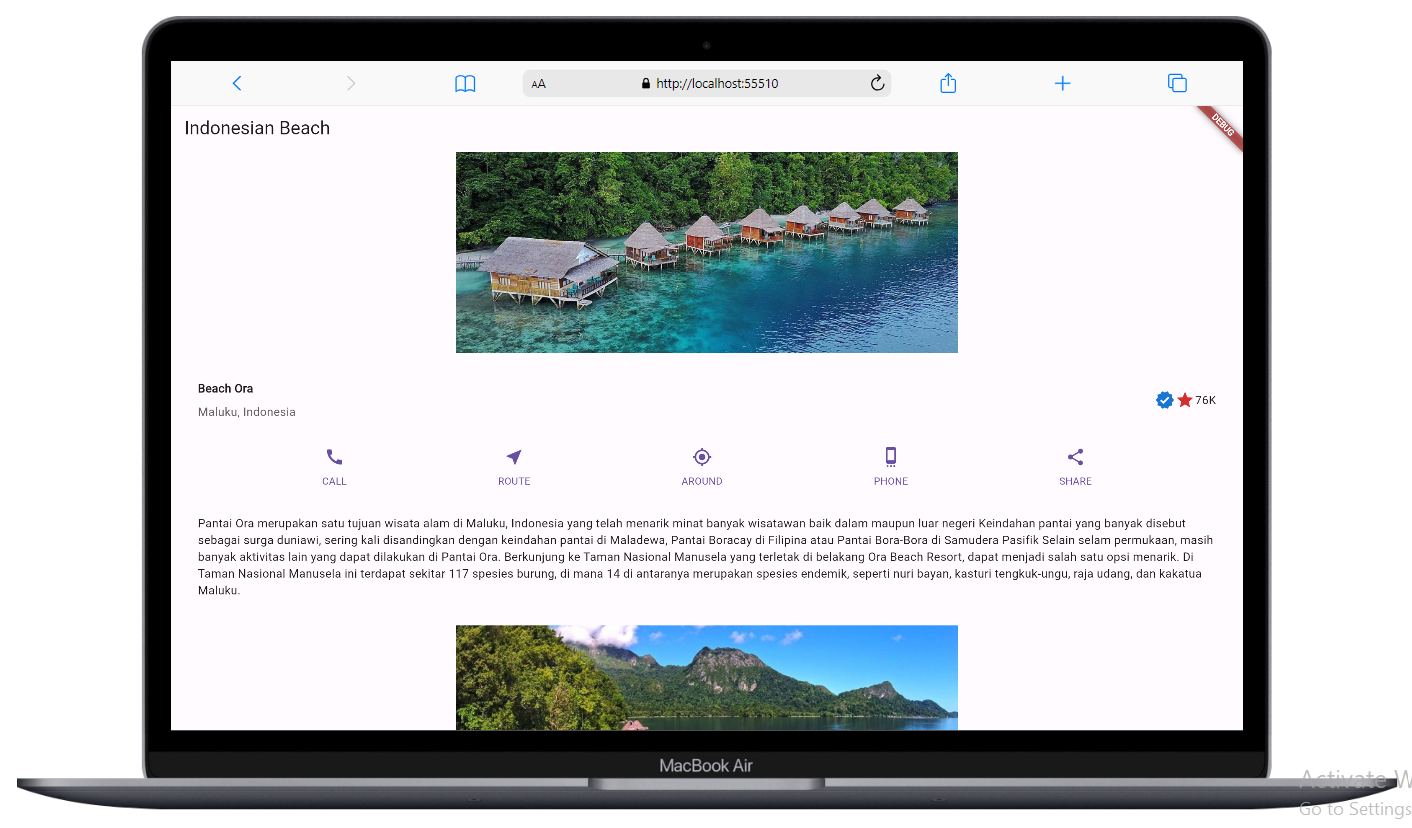 AA
http://localhost:55510
Indonesian Beach
DEBUG
Beach Ora
Maluku, Indonesia
76K
CALL
ROUTE
AROUND
PHONE
SHARE
Pantai Ora merupakan satu tujuan wisata alam di Maluku, Indonesia yang telah menarik minat banyak wisatawan baik dalam maupun luar negeri Keindahan pantai yang banyak disebut
sebagai surga duniawi, sering kali disandingkan dengan keindahan pantai di Maladewa, Pantai Boracay di Filipina atau Pantai Bora-Bora di Samudera Pasifik Selain selam permukaan, masih
banyak aktivitas lain yang dapat dilakukan di Pantai Ora. Berkunjung ke Taman Nasional Manusela yang terletak di belakang Ora Beach Resort, dapat menjadi salah satu opsi menarik. Di
Taman Nasional Manusela ini terdapat sekitar 117 spesies burung, di mana 14 di antaranya merupakan spesies endemik, seperti nuri bayan, kasturi tengkuk-ungu, raja udang, dan kakatua
Maluku.
MacBook Air
Activate W
Go to Settings